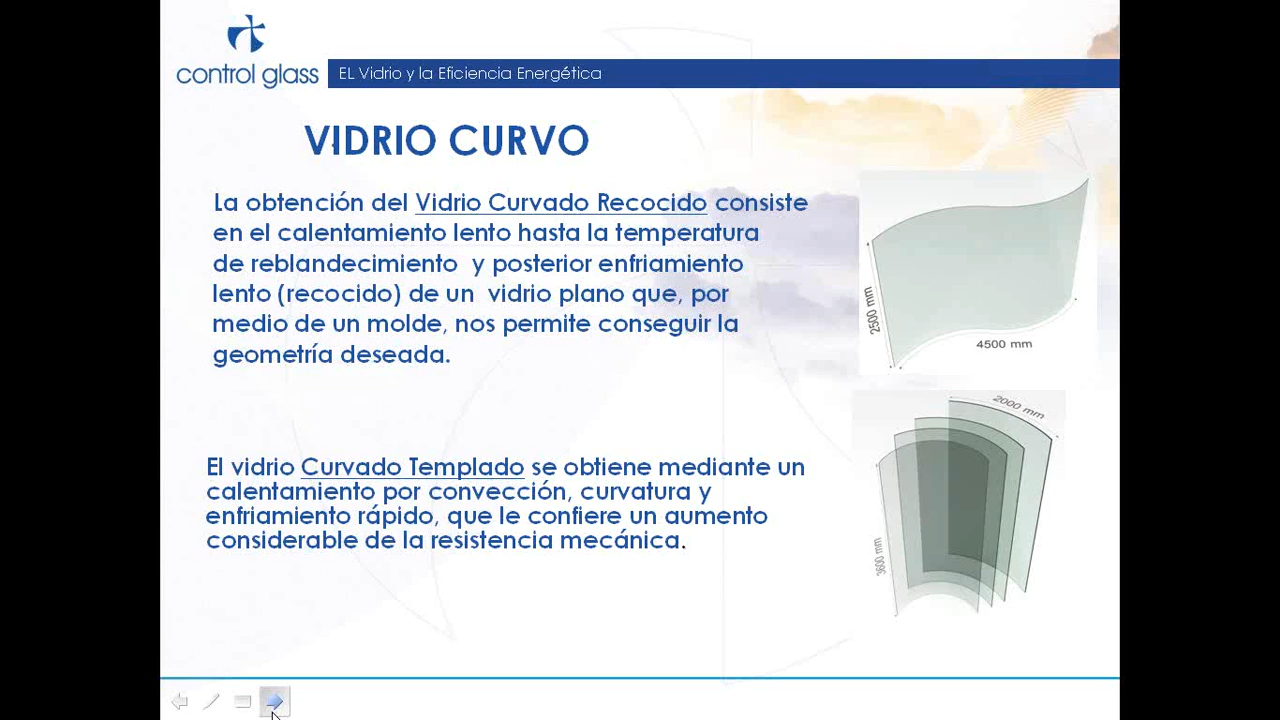 control glass
EL Vidrio y la Eficiencia Energética
VIDRIO CURVO
La obtención del Vidrio Curvado Recocido consiste
en el calentamiento lento hasta la temperatura
de reblandecimiento y posterior enfriamiento
lento (recocido) de un vidrio plano que, por
medio de un molde, nos permite conseguir la
geometría deseada.
2500 mm
4500 mm
El vidrio Curvado Templado se obtiene mediante un
calentamiento por convección, curvatura y
enfriamiento rápido, que le confiere un aumento
considerable de la resistencia mecánica.
2000 mm
3600 mm